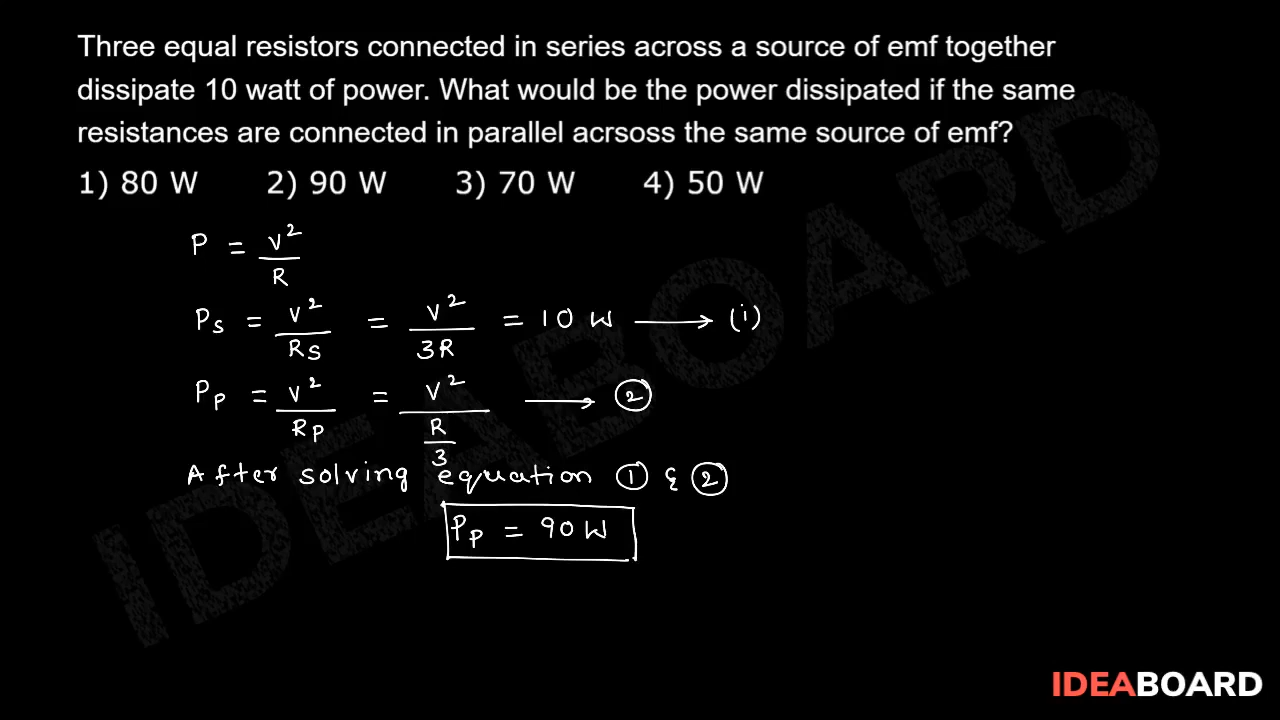 Three equal resistors connected in series across a source of emf together
dissipate 10 watt of power. What would be the power dissipated if the same
resistances are connected in parallel acrsoss the same source of emf?
1) 80 W 2) 90 W 3) 70 W 4) 50 W
P = V²/R
Ps = V²/Rs = V²/3R = 10 W ⟶ (i)
Pp = V²/Rp = V²/(R/3) ⟶ ②
After solving equation ① & ②
Pp = 90 W
IDEABOARD
IDEABOARD